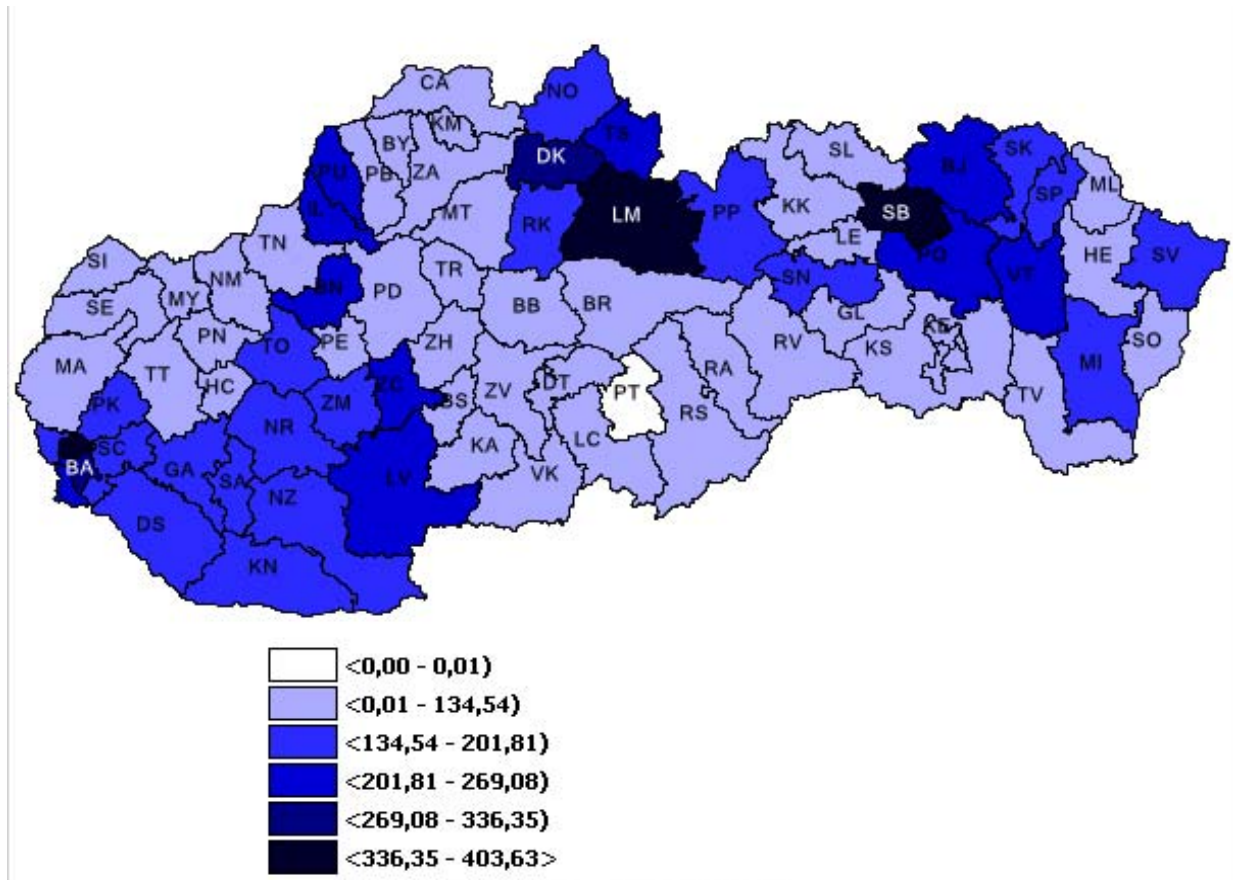 CA
NO
KM
TS
BY
DK
SL
SK
PU
PB
ZA
BJ
SP
ML
IL
MT
LM
PP
KK
SB
RK
LE
TN
HE
SV
SI
TR
PO
VT
NM
BN
PD
SN
SE
MY
BB
BR
GL
KE
PN
TO
PE
ZH
RV
KS
SO
MA
TT
HC
RA
MI
ZC
DT
PT
ZV
TV
PK
ZM
BS
RS
NR
SC
KA
LC
BA
GA
SA
LV
VK
NZ
DS
KN
<0,00 - 0,01)
<0,01 - 134,54)
<134,54 - 201,81)
<201,81 - 269,08)
<269,08 - 336,35)
<336,35 - 403,63>